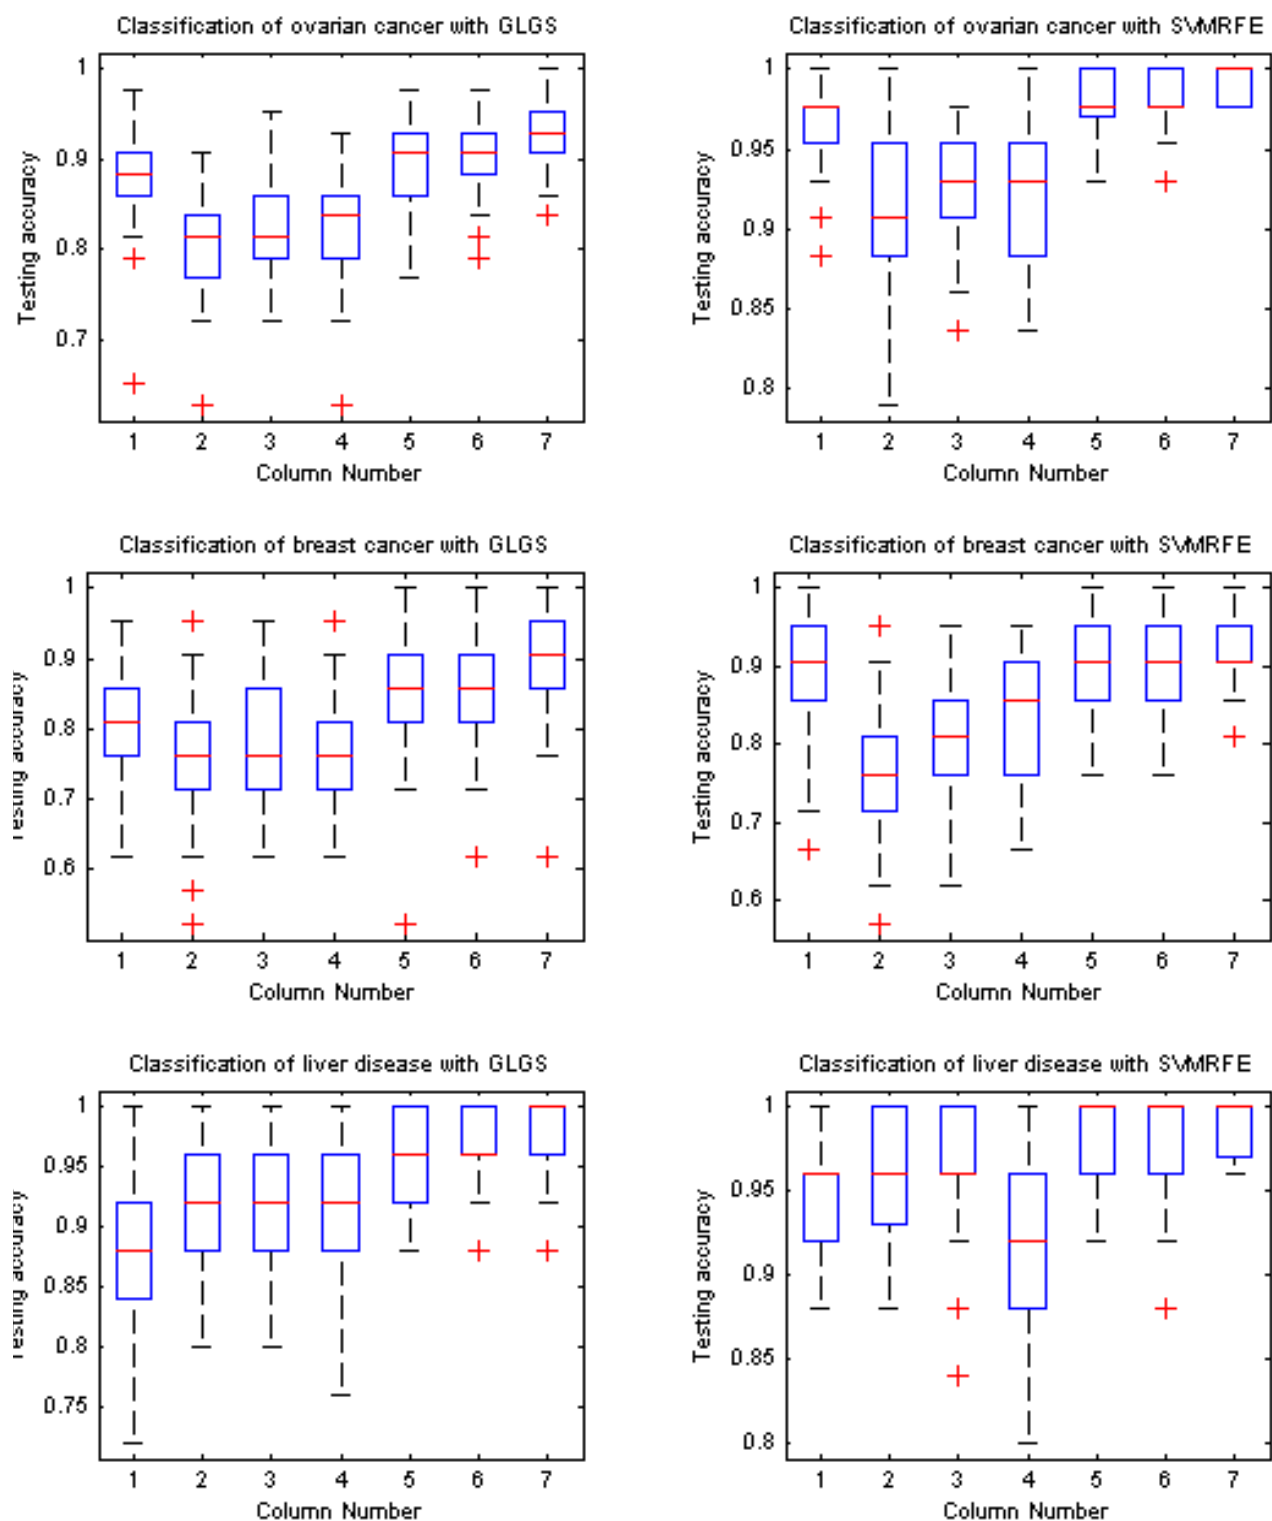 Classification of ovarian cancer with GLGS
Testing accuracy
1
0.9
0.8
0.7
1 2 3 4 5 6 7
Column Number
Classification of ovarian cancer with SVMRFE
Testing accuracy
1
0.95
0.9
0.85
0.8
1 2 3 4 5 6 7
Column Number
Classification of breast cancer with GLGS
Testing accuracy
1
0.9
0.8
0.7
0.6
1 2 3 4 5 6 7
Column Number
Classification of breast cancer with SVMRFE
Testing accuracy
1
0.9
0.8
0.7
0.6
1 2 3 4 5 6 7
Column Number
Classification of liver disease with GLGS
Testing accuracy
1
0.95
0.9
0.85
0.8
0.75
1 2 3 4 5 6 7
Column Number
Classification of liver disease with SVMRFE
Testing accuracy
1
0.95
0.9
0.85
0.8
1 2 3 4 5 6 7
Column Number